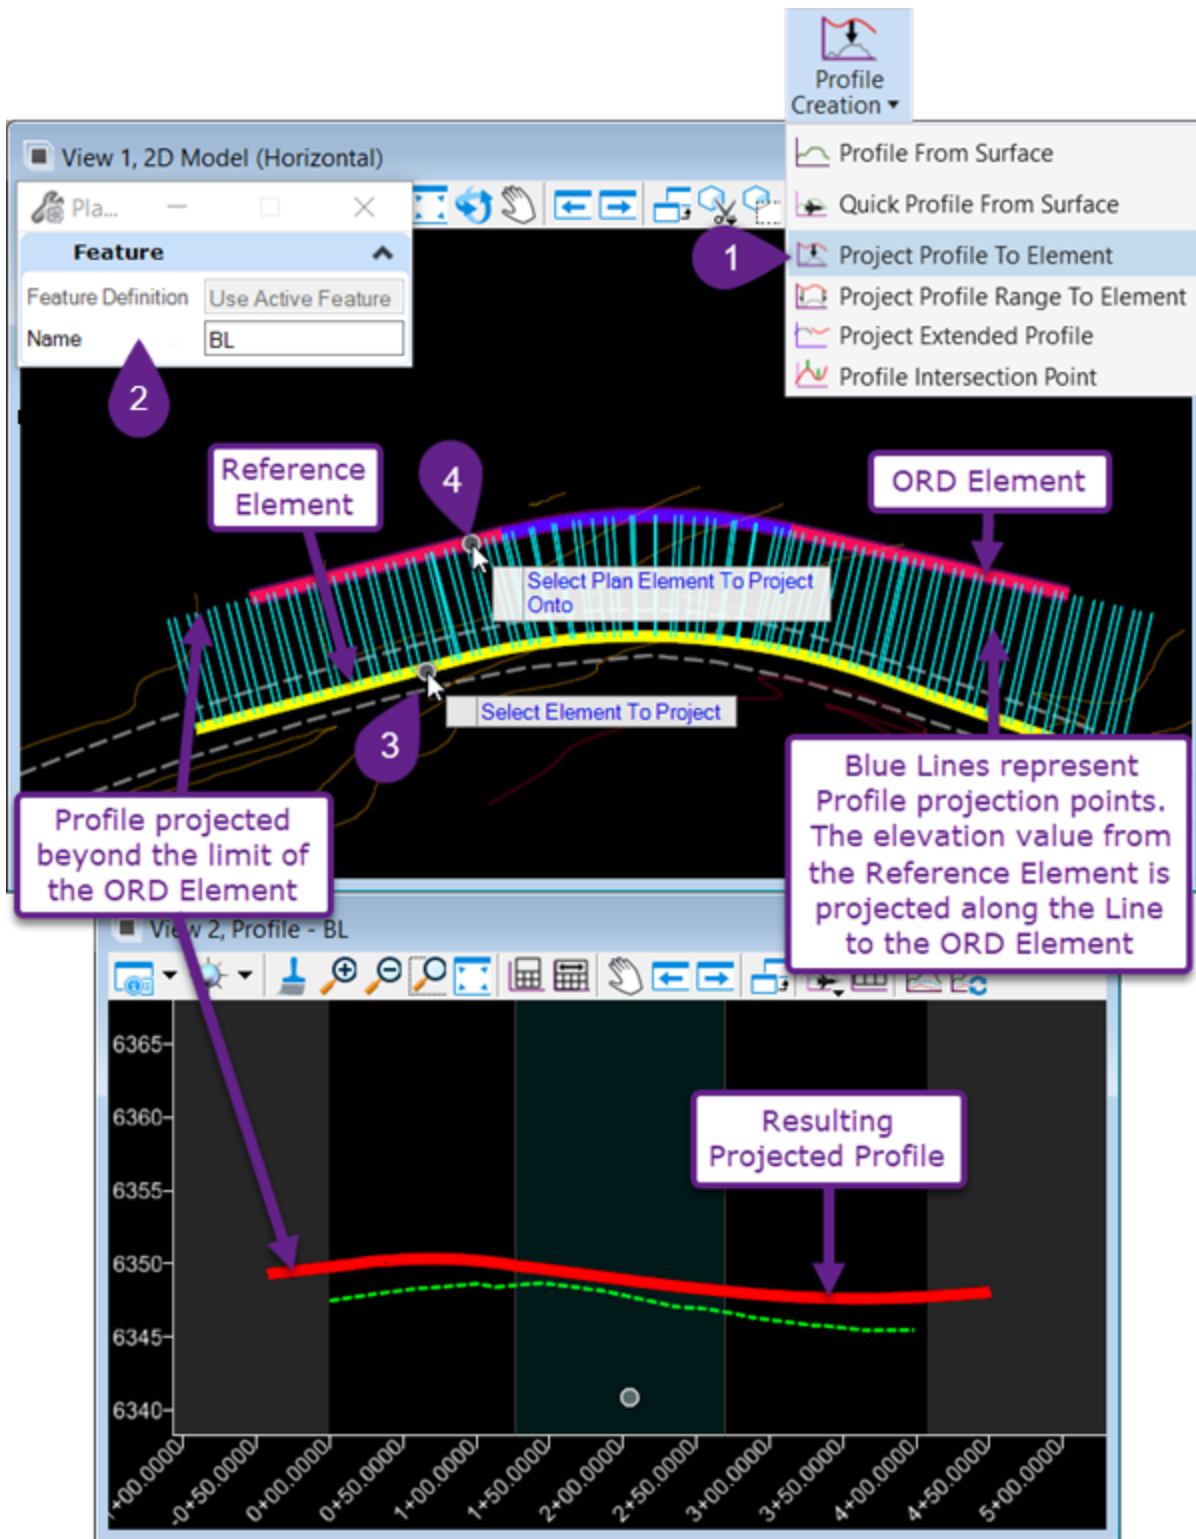 Profile
Creation
Profile From Surface
Quick Profile From Surface
Project Profile To Element
Project Profile Range To Element
Project Extended Profile
Profile Intersection Point
1
View 1, 2D Model (Horizontal)
Pla...
Feature
Feature Definition
Use Active Feature
Name
BL
2
Reference
Element
4
ORD Element
Select Plan Element To Project
Onto
Select Element To Project
3
Profile projected
beyond the limit of
the ORD Element
Blue Lines represent
Profile projection points.
The elevation value from
the Reference Element is
projected along the Line
to the ORD Element
View 2, Profile - BL
6365
6360
6355
6350
6345
6340
Resulting
Projected Profile
1+00.0000
-0+50.0000
0+00.0000
0+50.0000
1+00.0000
1+50.0000
2+00.0000
2+50.0000
3+00.0000
3+50.0000
4+00.0000
4+50.0000
5+00.0000